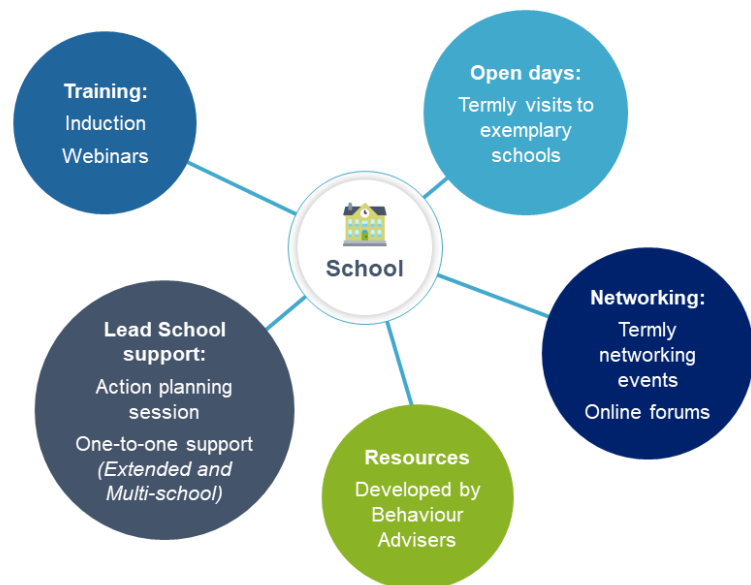 Training:
Induction
Webinars
Open days:
Termly visits to
exemplary
schools
School
Networking:
Termly
networking
events
Online forums
Lead School
support:
Action planning
session
One-to-one support
(Extended and
Multi-school)
Resources
Developed by
Behaviour
Advisers